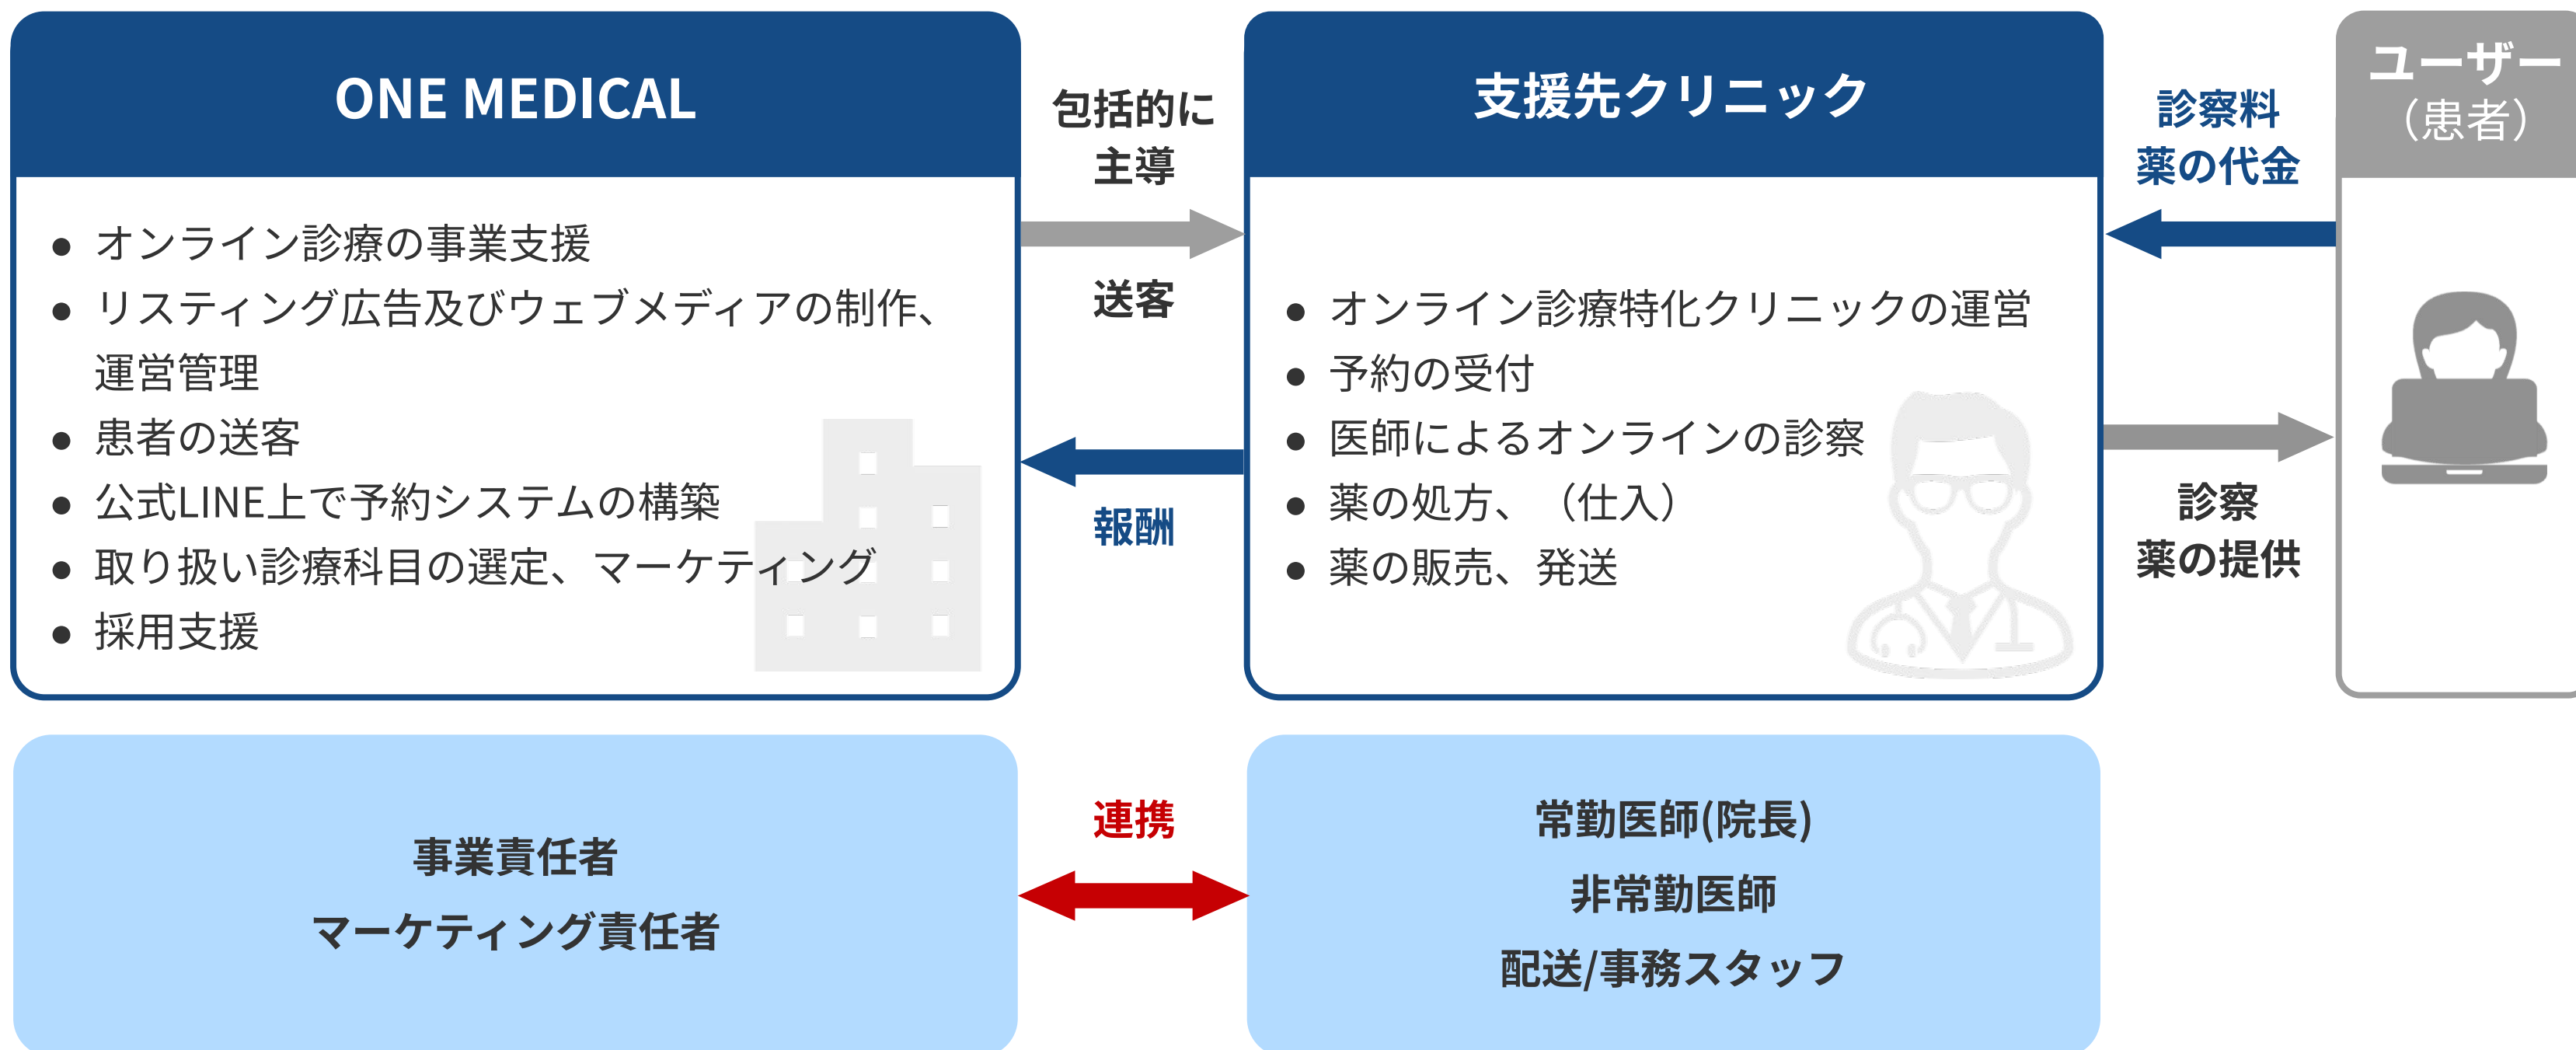 ONE MEDICAL
オンライン診療の事業支援
リスティング広告及びウェブメディアの制作、
運営管理
患者の送客
公式LINE上で予約システムの構築
取り扱い診療科目の選定、マーケティング
採用支援
包括的に
主導
送客
報酬
支援先クリニック
オンライン診療特化クリニックの運営
予約の受付
医師によるオンラインの診察
薬の処方、（仕入）
薬の販売、発送
診察料
薬の代金
診察
薬の提供
ユーザー
（患者）
事業責任者
マーケティング責任者
連携
常勤医師(院長)
非常勤医師
配送/事務スタッフ